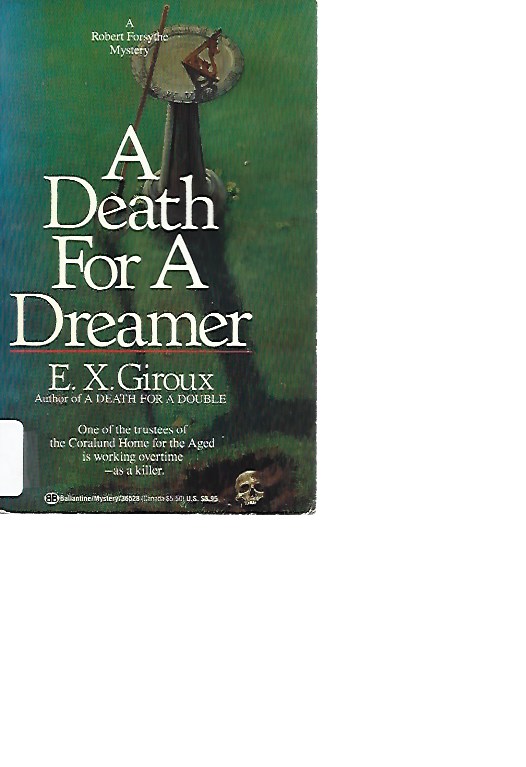 A
Robert Forsythe
Mystery
A
Death
For A
Dreamer
E. X. Giroux
Author of A DEATH FOR A DOUBLE
One of the trustees of
the Coralund Home for the Aged
is working overtime
—as a killer.
BB Ballantine/Mystery/36528 (Canada $5.50) U.S. $3.95